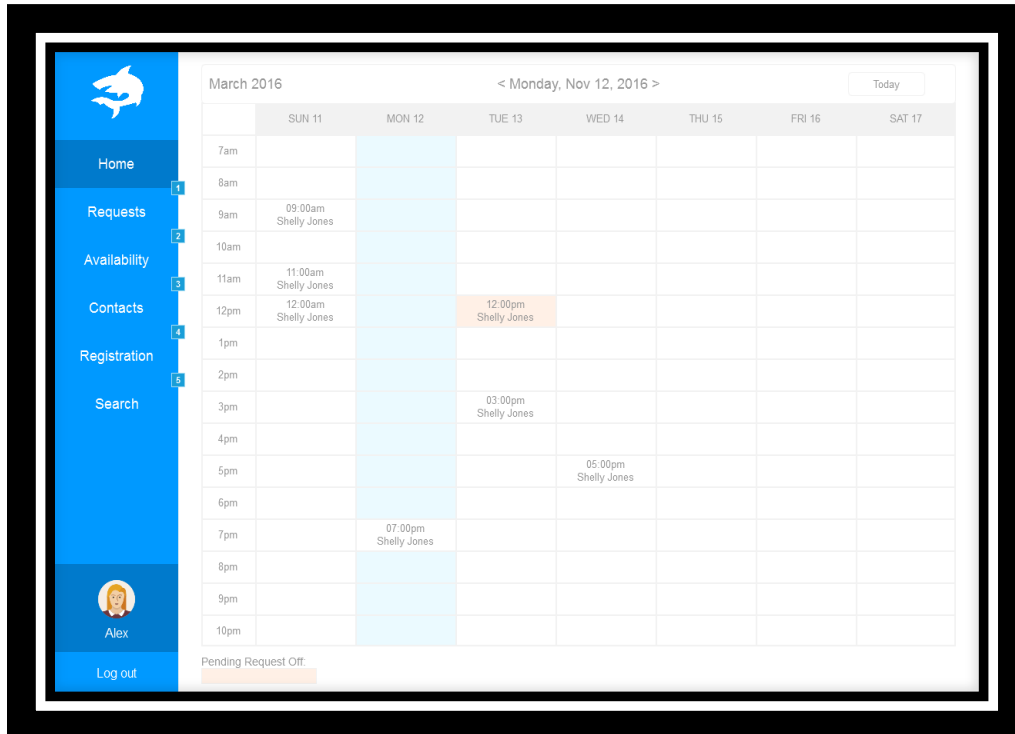 March 2016 < Monday, Nov 12, 2016 > Today
SUN 11 MON 12 TUE 13 WED 14 THU 15 FRI 16 SAT 17
Home
1
Requests
2
Availability
3
Contacts
4
Registration
5
Search
Alex
Log out
7am
8am
9am 09:00am
Shelly Jones
10am
11am 11:00am
Shelly Jones
12pm 12:00am 12:00pm
Shelly Jones Shelly Jones
1pm
2pm
3pm 03:00pm
Shelly Jones
4pm
5pm 05:00pm
Shelly Jones
6pm
7pm 07:00pm
Shelly Jones
8pm
9pm
10pm
Pending Request Off: